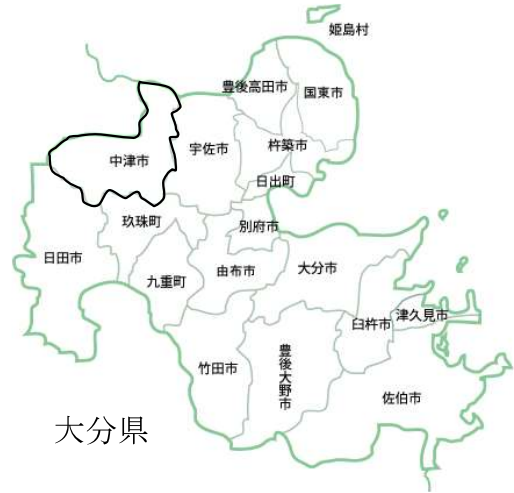 姫島村
豊後高田市
国東市
中津市
宇佐市
杵築市
日出町
玖珠町
別府市
日田市
九重町
由布市
大分市
臼杵市
津久見市
竹田市
豊後大野市
佐伯市
大分県